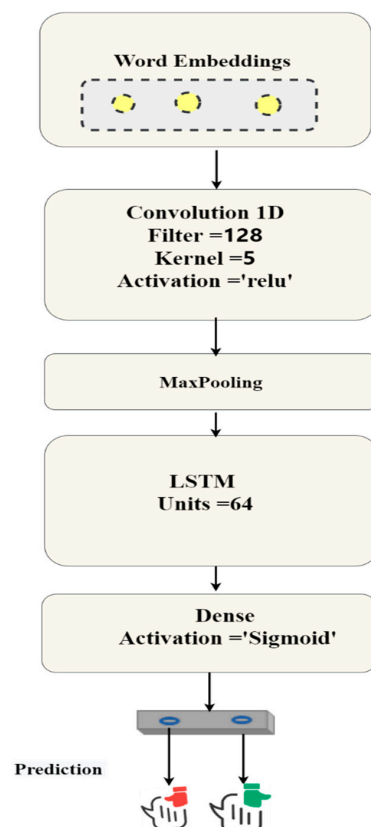 Word Embeddings
Convolution 1D
Filter =128
Kernel =5
Activation ='relu'
MaxPooling
LSTM
Units =64
Dense
Activation ='Sigmoid'
Prediction